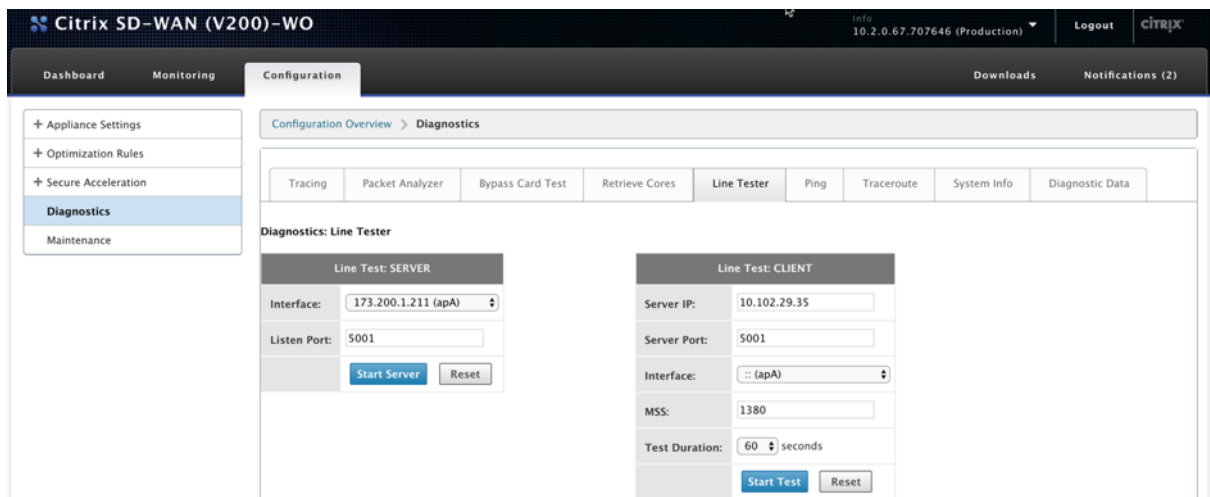 Citrix SD-WAN (V200)-WO
Info
10.2.0.67.707646 (Production)
Logout
CİTRIX
Dashboard Monitoring Configuration Downloads Notifications (2)
+ Appliance Settings
+ Optimization Rules
+ Secure Acceleration
Diagnostics
Maintenance
Configuration Overview > Diagnostics
Tracing Packet Analyzer Bypass Card Test Retrieve Cores Line Tester Ping Traceroute System Info Diagnostic Data
Diagnostics: Line Tester
Line Test: SERVER
Interface: 173.200.1.211 (apA)
Listen Port: 5001
Start Server Reset
Line Test: CLIENT
Server IP: 10.102.29.35
Server Port: 5001
Interface: :: (apA)
MSS: 1380
Test Duration: 60 seconds
Start Test Reset